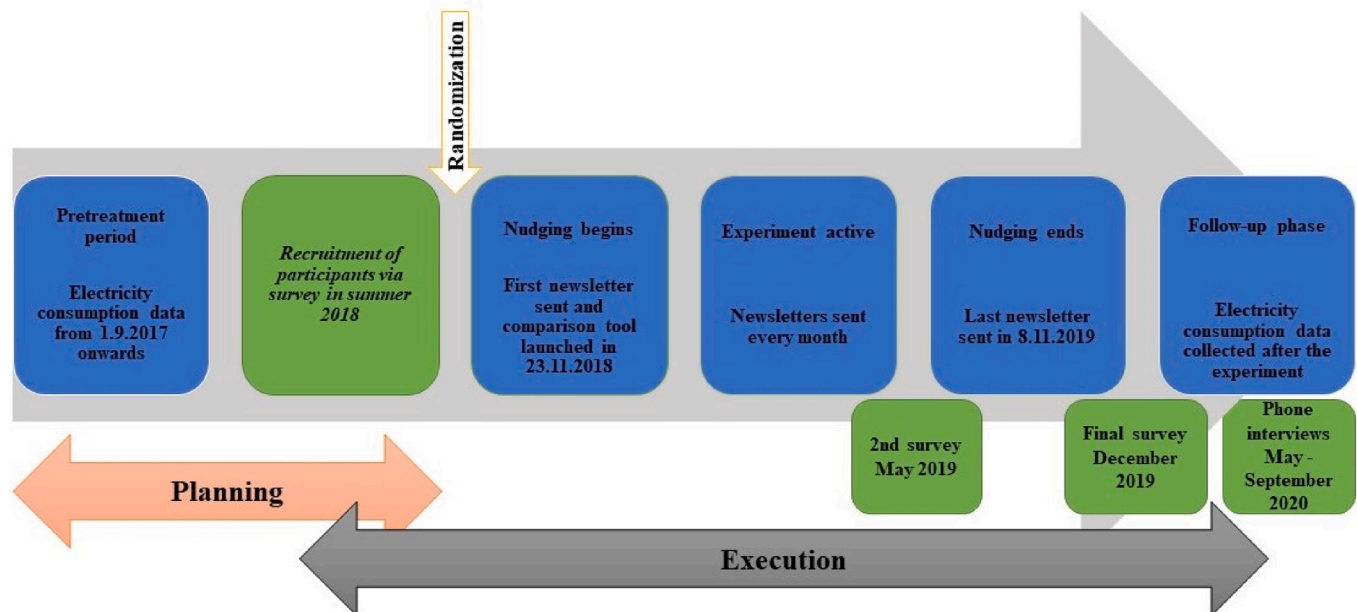 Randomization
Pretreatment
period
Electricity
consumption data
from 1.9.2017
onwards
Recruitment of
participants via
survey in summer
2018
Nudging begins
First newsletter
sent and
comparison tool
launched in
23.11.2018
Experiment active
Newsletters sent
every month
Nudging ends
Last newsletter
sent in 8.11.2019
Follow-up phase
Electricity
consumption data
collected after the
experiment
2nd survey
May 2019
Final survey
December
2019
Phone
interviews
May -
September
2020
Planning
Execution